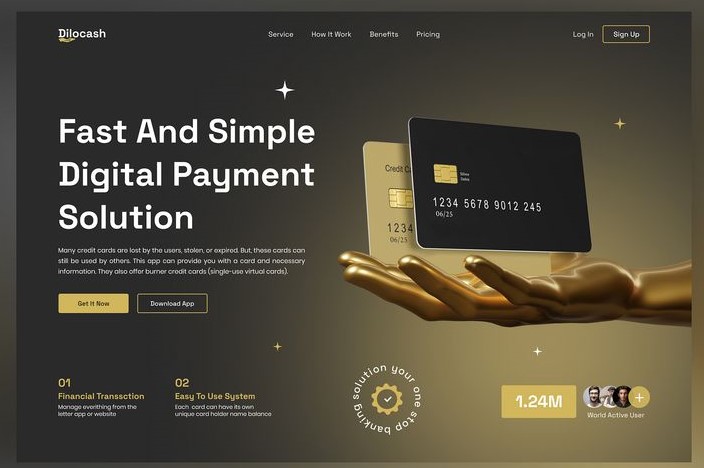 Dilocash
Service How It Work Benefits Pricing
Log In Sign Up
Fast And Simple
Digital Payment
Solution
Many credit cards are lost by the users, stolen, or expired. But, these cards can
still be used by others. This app can provide you with a card and necessary
information. They also offer burner credit cards (single-use virtual cards).
Get It Now Download App
Credit Ca
1234
06/25
1234 5678 9012 245
06/25
01
Financial Transsction
Manage everithing from the
letter app or website
02
Easy To Use System
Each card can have its own
unique card holder name balance
solution your one stop banking
1.24M
World Active User